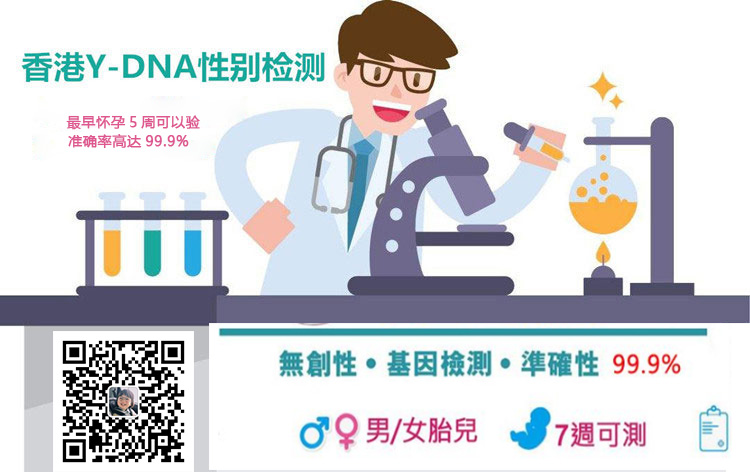 香港Y-DNA性别检测
最早怀孕 5 周可以验
准确率高达 99.9%
無創性•基因檢測•準確性 99.9%
男/女胎兒
7週可測